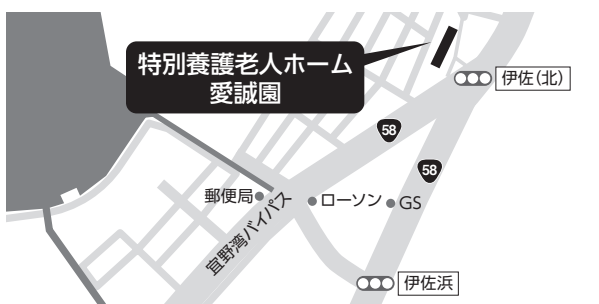 特別養護老人ホーム
愛誠園
伊佐(北)
58
58
郵便局
ローソン
GS
宜野湾バイパス
伊佐浜